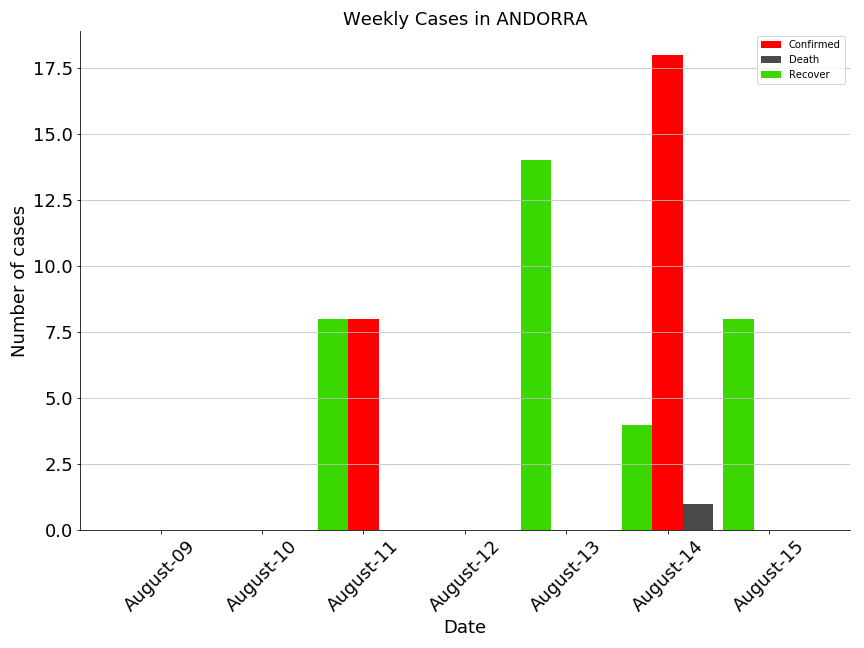 Weekly Cases in ANDORRA
Confirmed
Death
Recover
Number of cases
17.5
15.0
12.5
10.0
7.5
5.0
2.5
0.0
August-09
August-10
August-11
August-12
August-13
August-14
August-15
Date